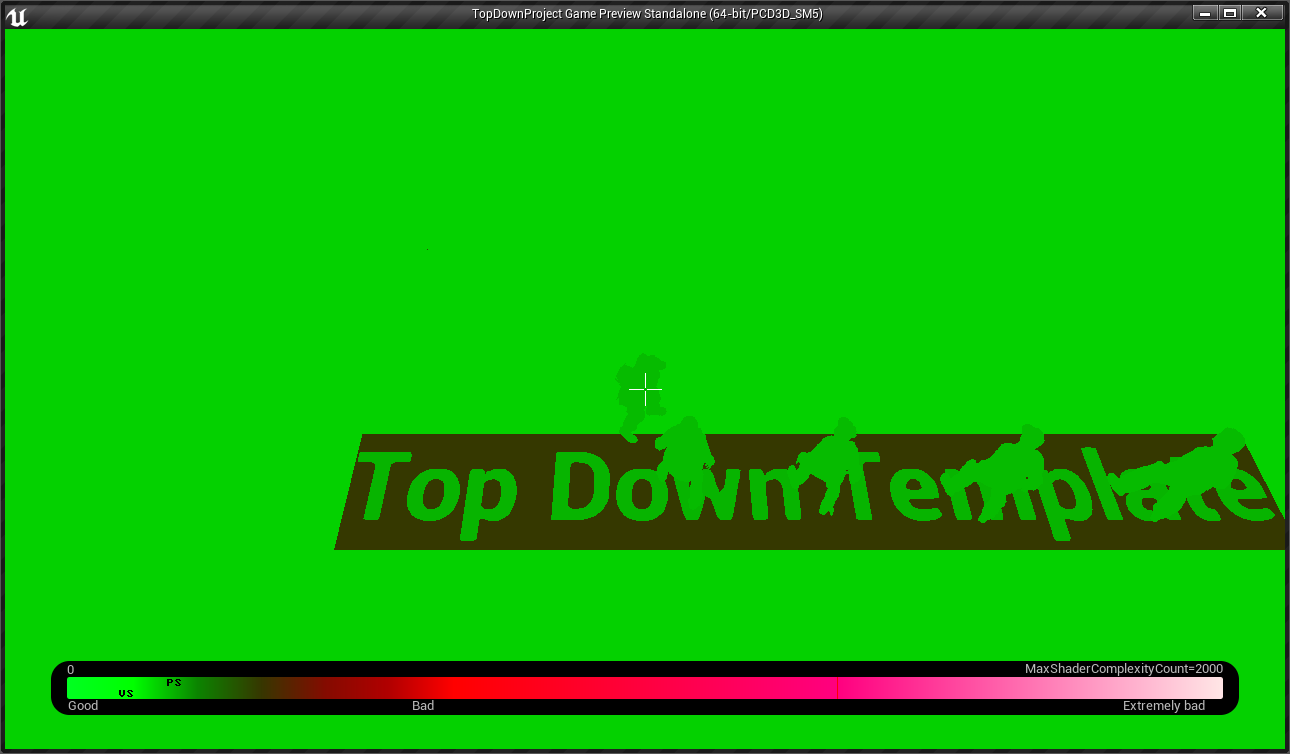 TopDownProject Game Preview Standalone (64-bit/PCD3D_SM5)
Top Down Template
0 MaxShaderComplexityCount=2000
PS
VS
Good Bad Extremely bad